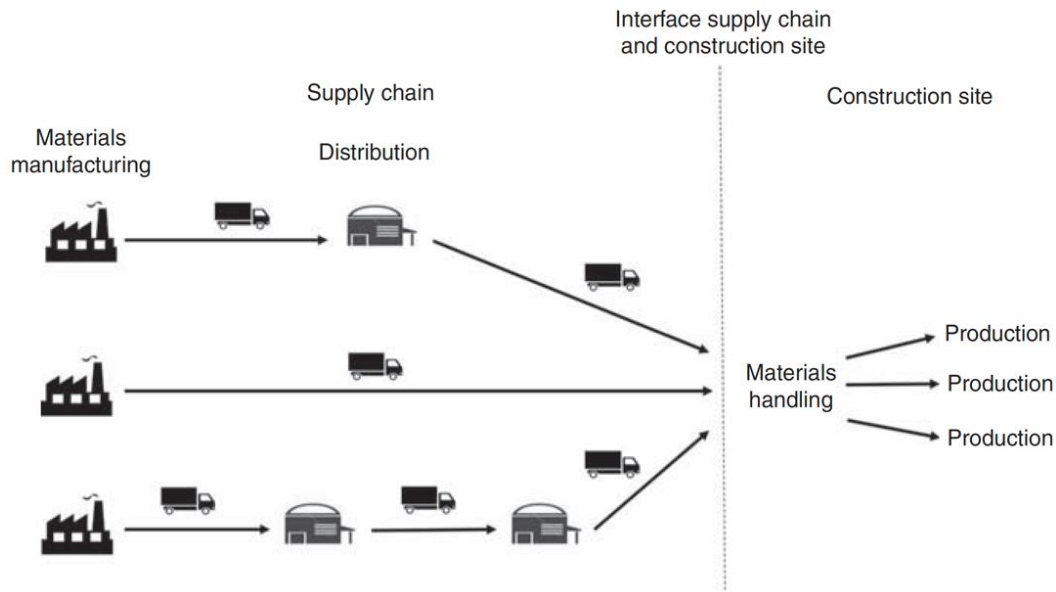 Interface supply chain
and construction site
Supply chain
Construction site
Materials
manufacturing
Distribution
Production
Materials
handling
Production
Production